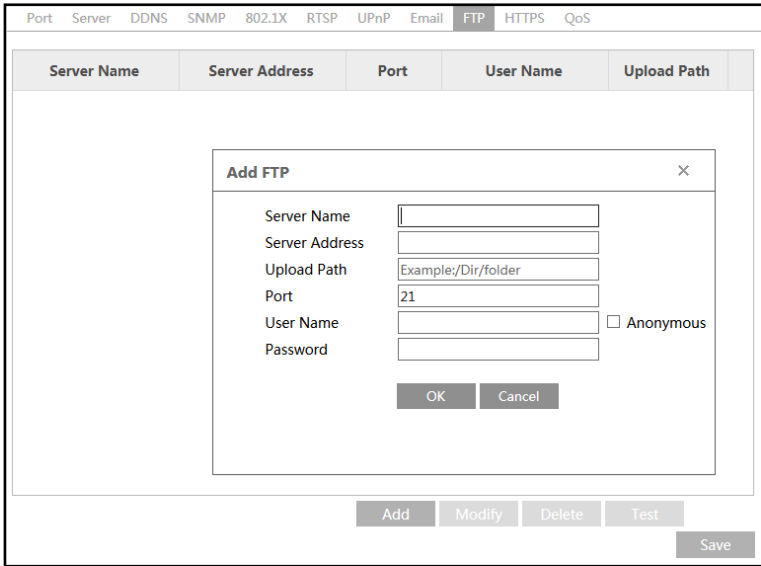 Port Server DDNS SNMP 802.1X RTSP UPnP Email FTP HTTPS QoS
Server Name Server Address Port User Name Upload Path
Add FTP ×
Server Name
Server Address
Upload Path Example:/Dir/folder
Port 21
User Name Anonymous
Password
OK Cancel
Add Modify Delete Test
Save